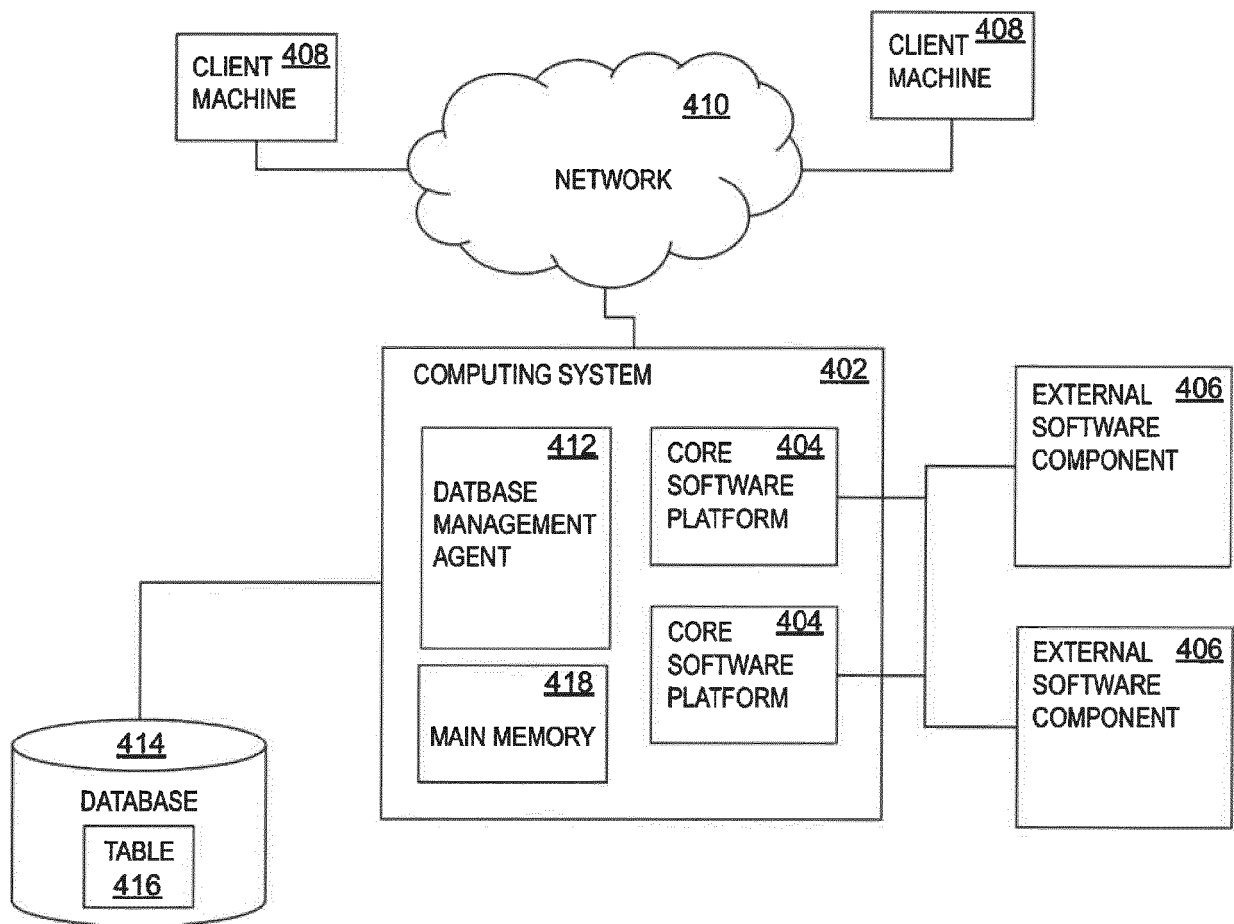 CLIENT 408
MACHINE
CLIENT 408
MACHINE
410
NETWORK
COMPUTING SYSTEM 402
412
DATBASE
MANAGEMENT
AGENT
CORE 404
SOFTWARE
PLATFORM
EXTERNAL 406
SOFTWARE
COMPONENT
CORE 404
SOFTWARE
PLATFORM
EXTERNAL 406
SOFTWARE
COMPONENT
418
MAIN MEMORY
414
DATABASE
TABLE
416